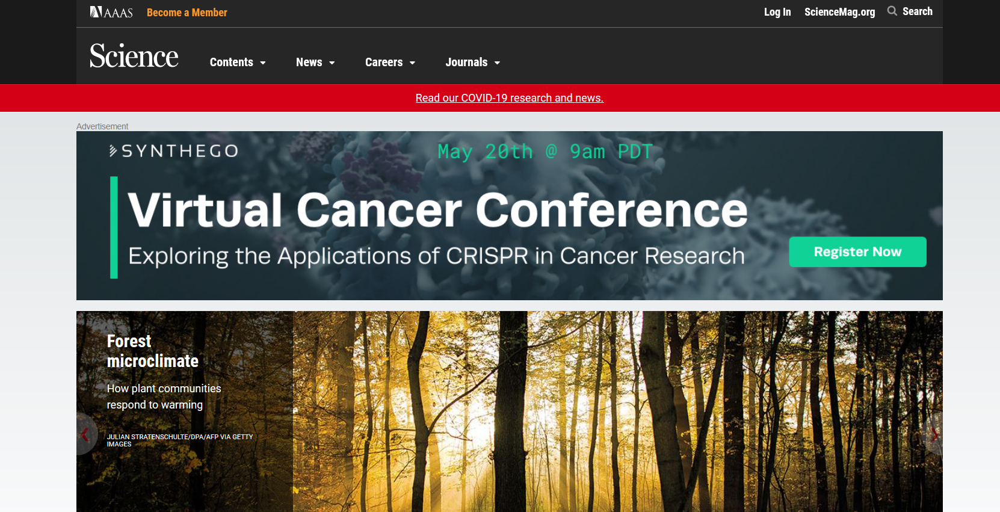 AAAS
Become a Member
Log In
ScienceMag.org
Search
Science
Contents
News
Careers
Journals
Read our COVID-19 research and news.
Advertisement
SYNTHEGO
May 20th @ 9am PDT
Virtual Cancer Conference
Exploring the Applications of CRISPR in Cancer Research
Register Now
Forest
microclimate
How plant communities
respond to warming
JULIAN STRATENSCHULTE/DPA/AFP VIA GETTY
IMAGES